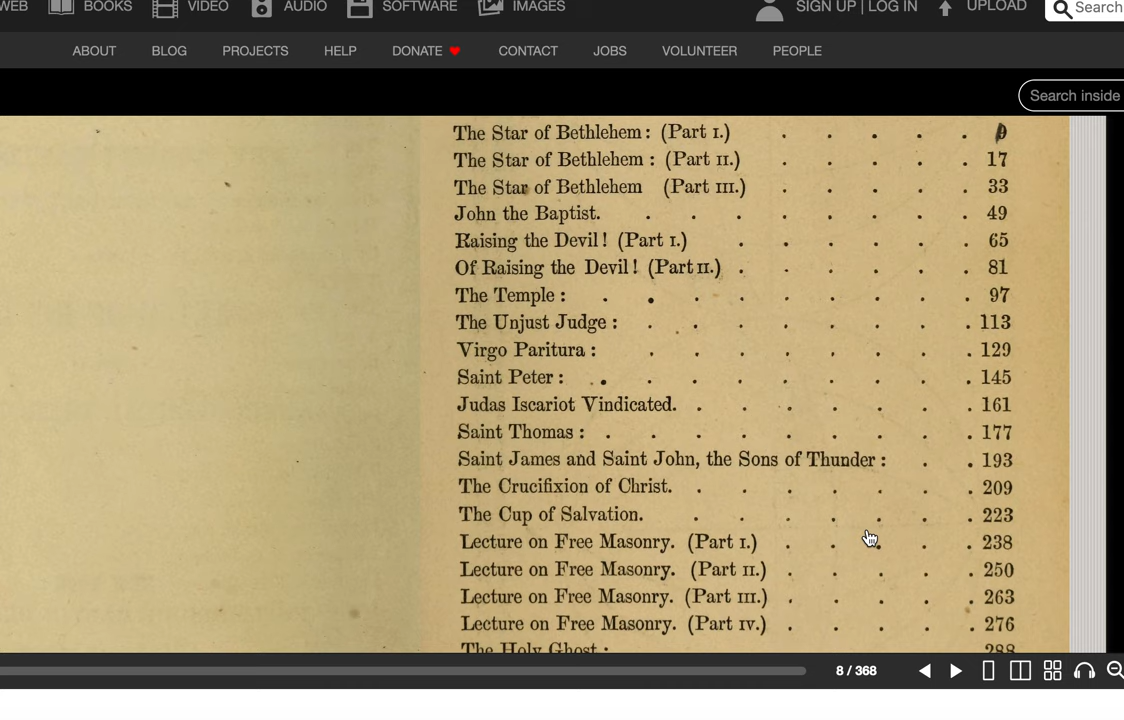 WEB BOOKS VIDEO AUDIO SOFTWARE IMAGES SIGN UP | LOG IN UPLOAD Search
ABOUT BLOG PROJECTS HELP DONATE CONTACT JOBS VOLUNTEER PEOPLE
Search inside
The Star of Bethlehem: (Part I.) . . . . . 9
The Star of Bethlehem : (Part II.) . . . . . 17
The Star of Bethlehem (Part III.) . . . . . 33
John the Baptist. . . . . . . . . 49
Raising the Devil! (Part I.) . . . . . . 65
Of Raising the Devil! (Part II.) . . . . . . 81
The Temple : . . . . . . . . . 97
The Unjust Judge : . . . . . . . . 113
Virgo Paritura : . . . . . . . . 129
Saint Peter : . . . . . . . . . 145
Judas Iscariot Vindicated. . . . . . . . 161
Saint Thomas : . . . . . . . . . 177
Saint James and Saint John, the Sons of Thunder : . . 193
The Crucifixion of Christ. . . . . . . . 209
The Cup of Salvation. . . . . . . . 223
Lecture on Free Masonry. (Part I.) . . . . . 238
Lecture on Free Masonry. (Part II.) . . . . . 250
Lecture on Free Masonry. (Part III.) . . . . . 263
Lecture on Free Masonry. (Part IV.) . . . . . 276
The Holy Ghost : 288
8 / 368